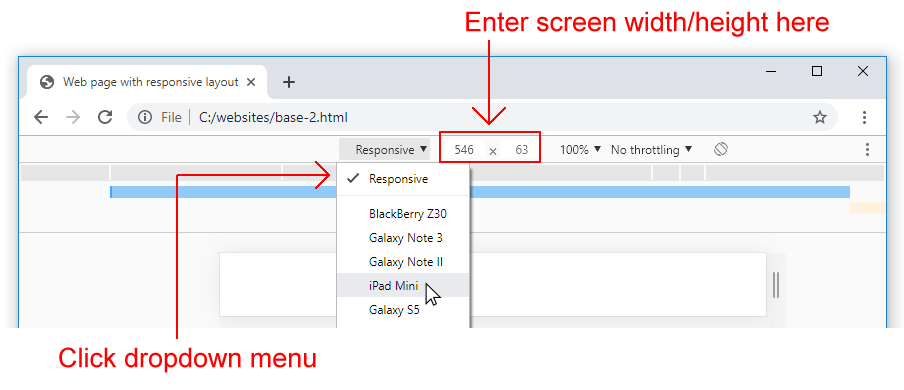 Enter screen width/height here
Web page with responsive layout
File C:/websites/base-2.html
Responsive 546 × 63 100% No throttling
Responsive
BlackBerry Z30
Galaxy Note 3
Galaxy Note II
iPad Mini
Galaxy S5
Click dropdown menu